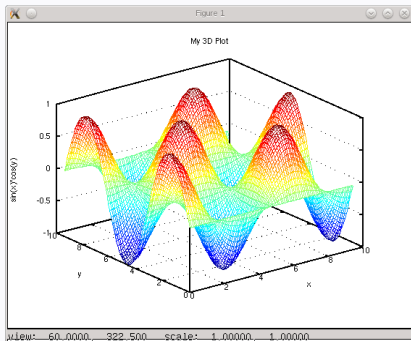 Figure 1
My 3D Plot
1
0.5
0
-0.5
-1
sin(x)*cos(y)
10
8
6
4
2
0
y
0
2
4
6
8
10
x
view: 60.0000, 322.500 scale: 1.00000, 1.00000